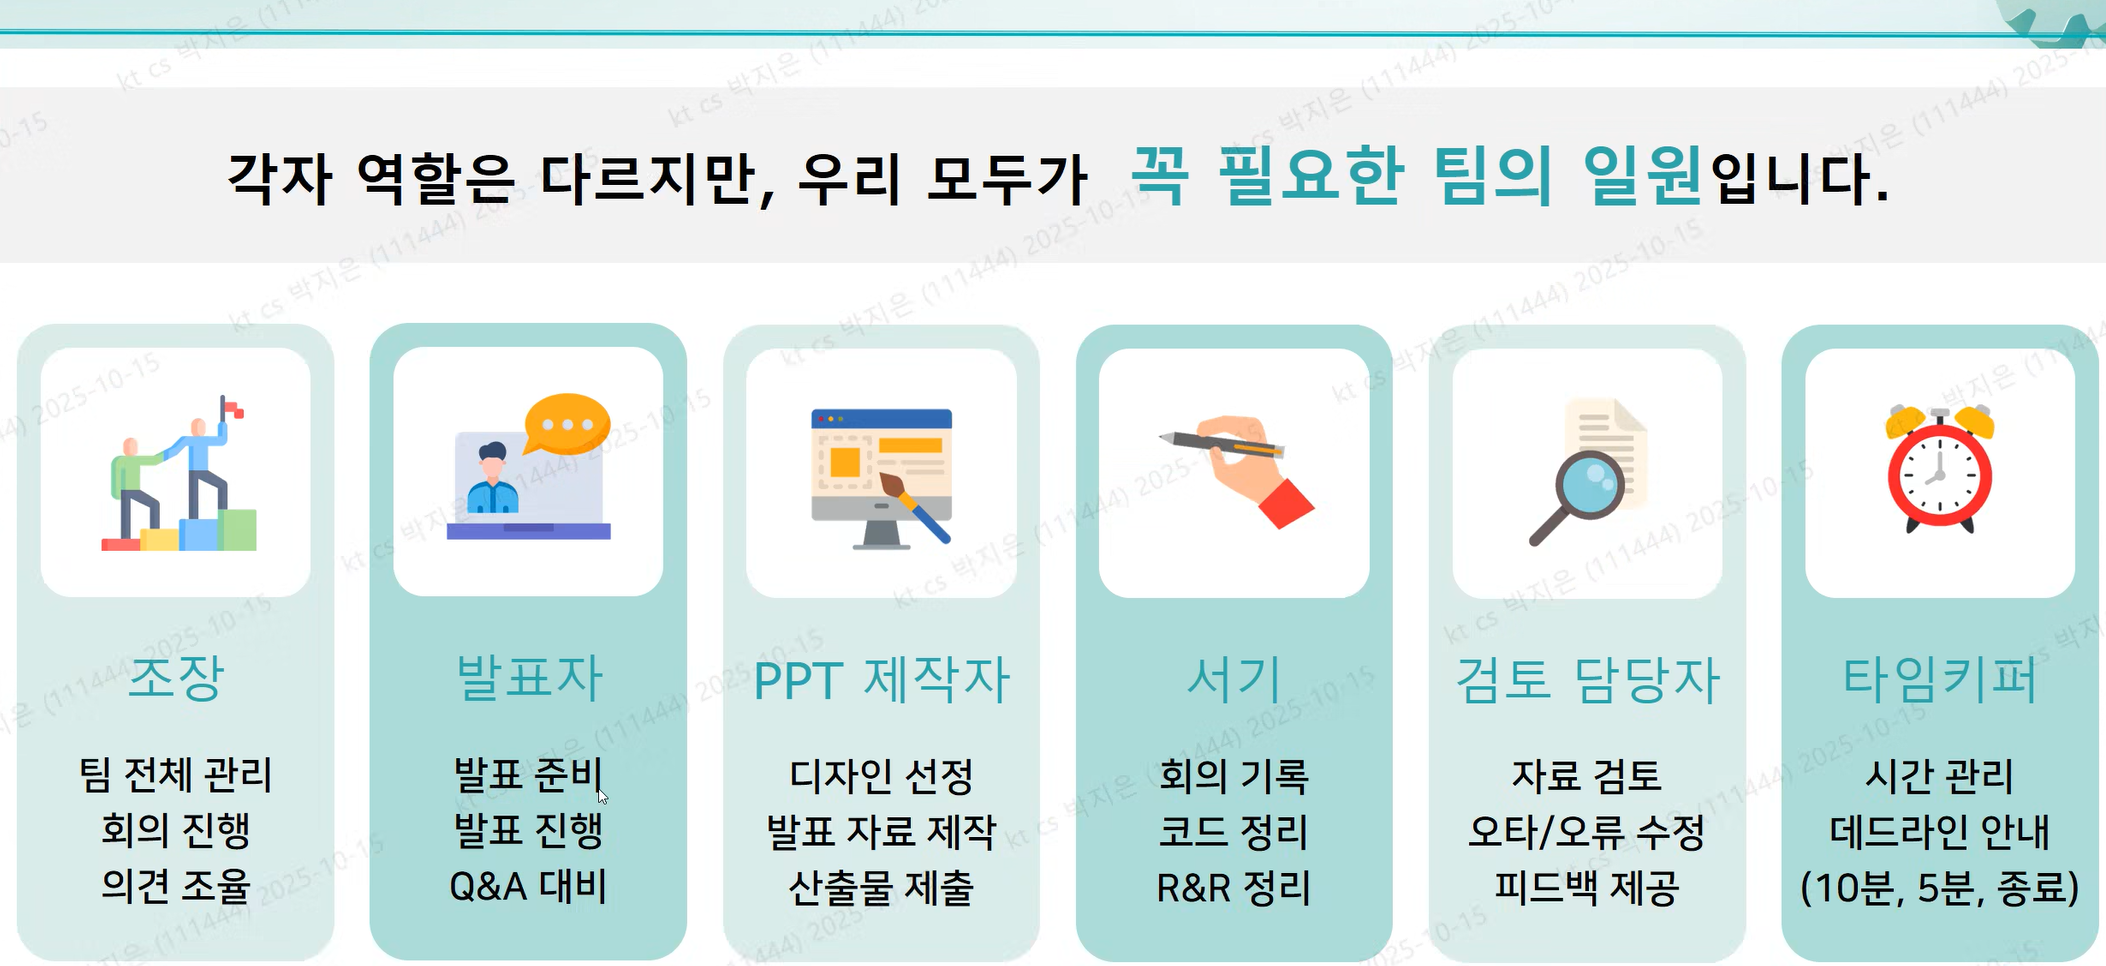 각자 역할은 다르지만, 우리 모두가 꼭 필요한 팀의 일원입니다.
조장
팀 전체 관리
회의 진행
의견 조율
발표자
발표 준비
발표 진행
Q&A 대비
PPT 제작자
디자인 선정
발표 자료 제작
산출물 제출
서기
회의 기록
코드 정리
R&R 정리
검토 담당자
자료 검토
오타/오류 수정
피드백 제공
타임키퍼
시간 관리
데드라인 안내
(10분, 5분, 종료)
kt cs 박지은 (111444) 2025-10-15